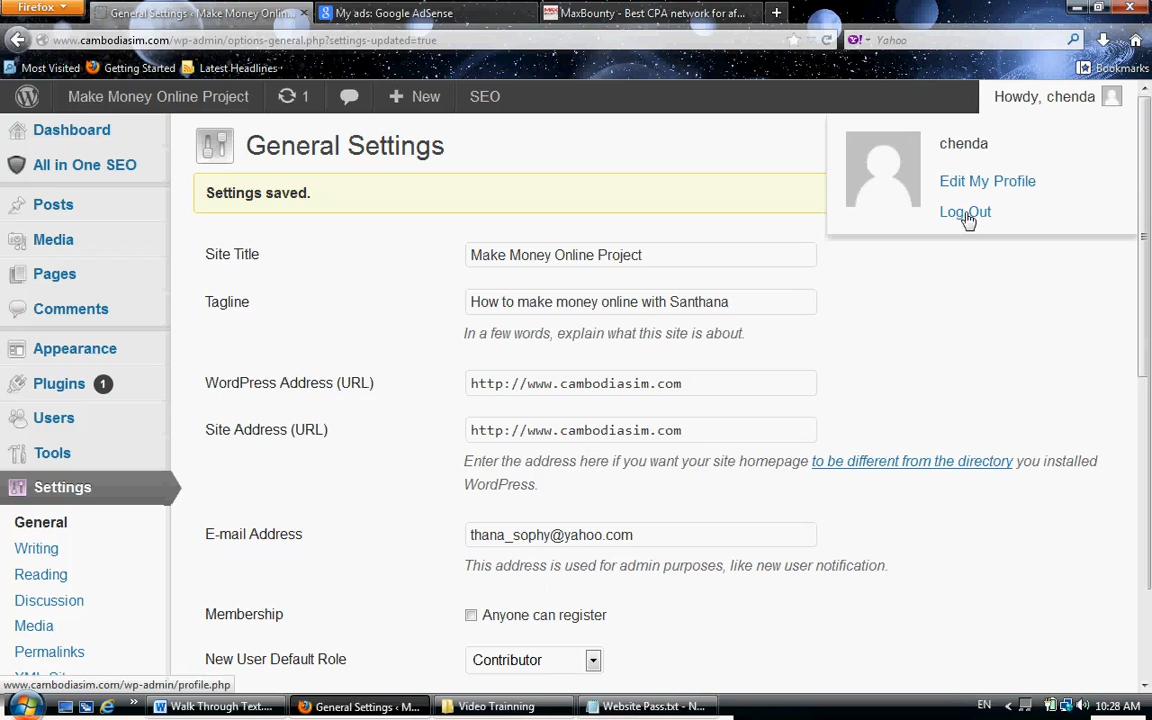 Firefox
General Settings ‹ Make Money Onlin...
My ads: Google AdSense
MaxBounty - Best CPA network for af...
www.cambodiasim.com/wp-admin/options-general.php?settings-updated=true
Yahoo
Most Visited
Getting Started
Latest Headlines
Bookmarks
Make Money Online Project
1
New
SEO
Howdy, chenda
chenda
Edit My Profile
Log Out
Dashboard
All in One SEO
Posts
Media
Pages
Comments
Appearance
Plugins 1
Users
Tools
Settings
General
Writing
Reading
Discussion
Media
Permalinks
General Settings
Settings saved.
Site Title
Make Money Online Project
Tagline
How to make money online with Santhana
In a few words, explain what this site is about.
WordPress Address (URL)
http://www.cambodiasim.com
Site Address (URL)
http://www.cambodiasim.com
Enter the address here if you want your site homepage to be different from the directory you installed
WordPress.
E-mail Address
thana_sophy@yahoo.com
This address is used for admin purposes, like new user notification.
Membership
Anyone can register
New User Default Role
Contributor
www.cambodiasim.com/wp-admin/profile.php
Walk Through Text....
General Settings ‹ M...
Video Trainning
Website Pass.txt - N...
EN
10:28 AM